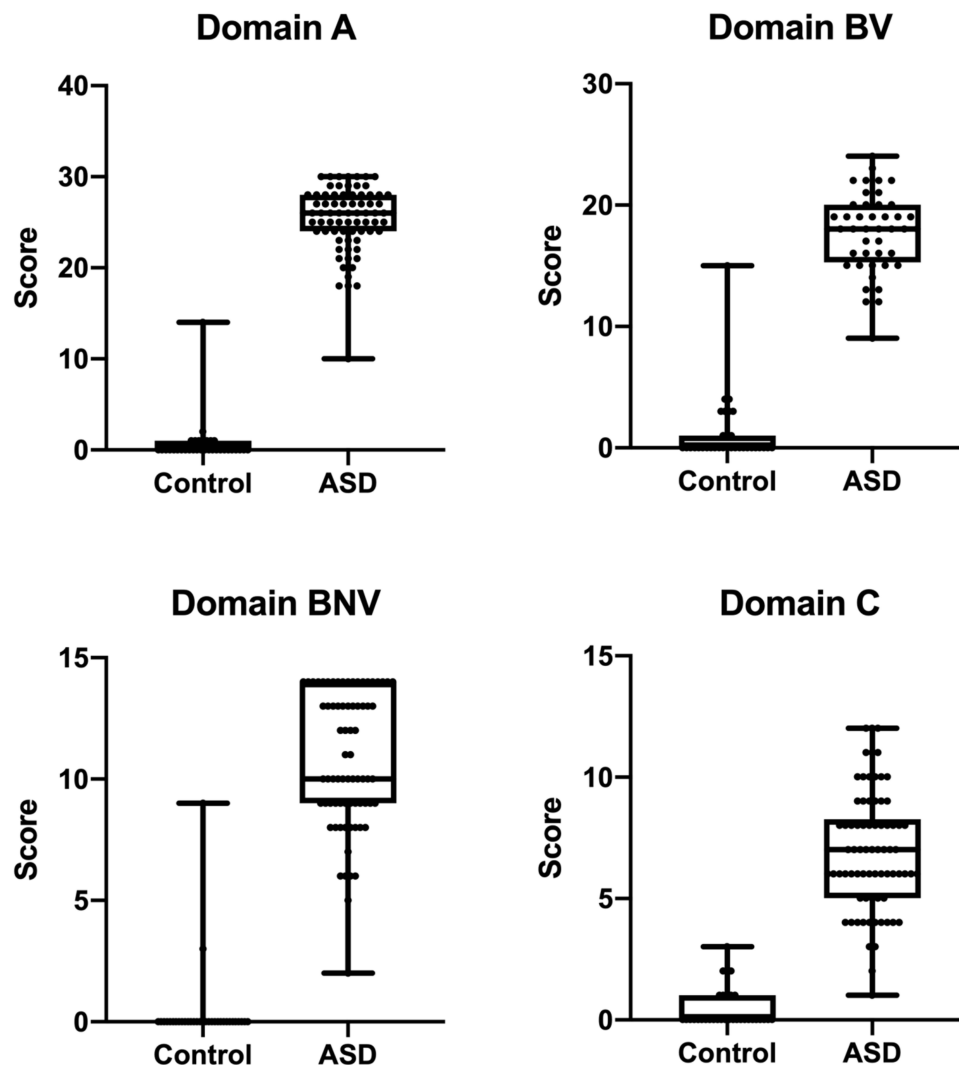 Domain A
40
30
20
10
0
Score
Control ASD
Domain BV
30
20
10
0
Score
Control ASD
Domain BNV
15
10
5
0
Score
Control ASD
Domain C
15
10
5
0
Score
Control ASD